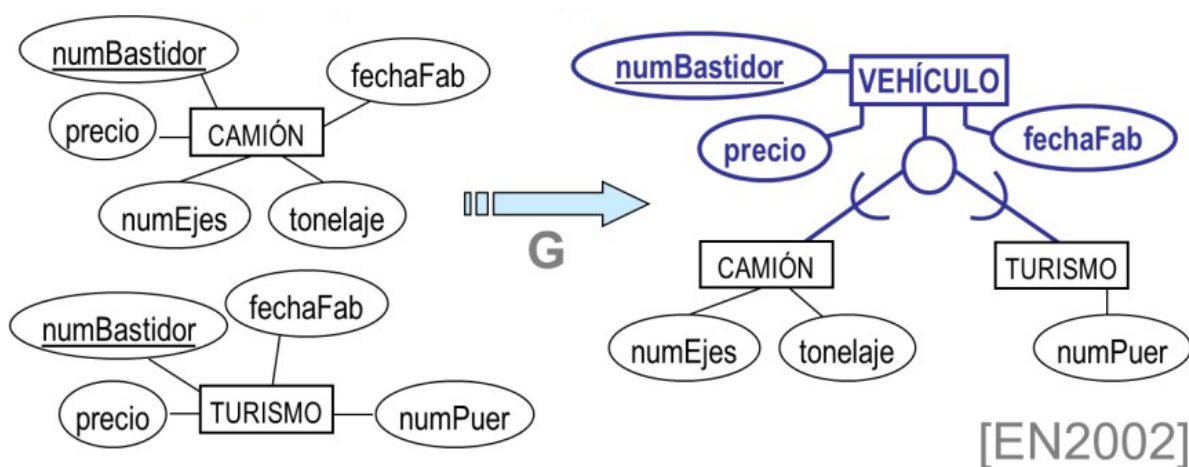 numBastidor
fechaFab
precio
CAMIÓN
numEjes
tonelaje
fechaFab
numBastidor
precio
TURISMO
numPuer
G
numBastidor
VEHÍCULO
precio
fechaFab
CAMIÓN
TURISMO
numEjes
tonelaje
numPuer
[EN2002]